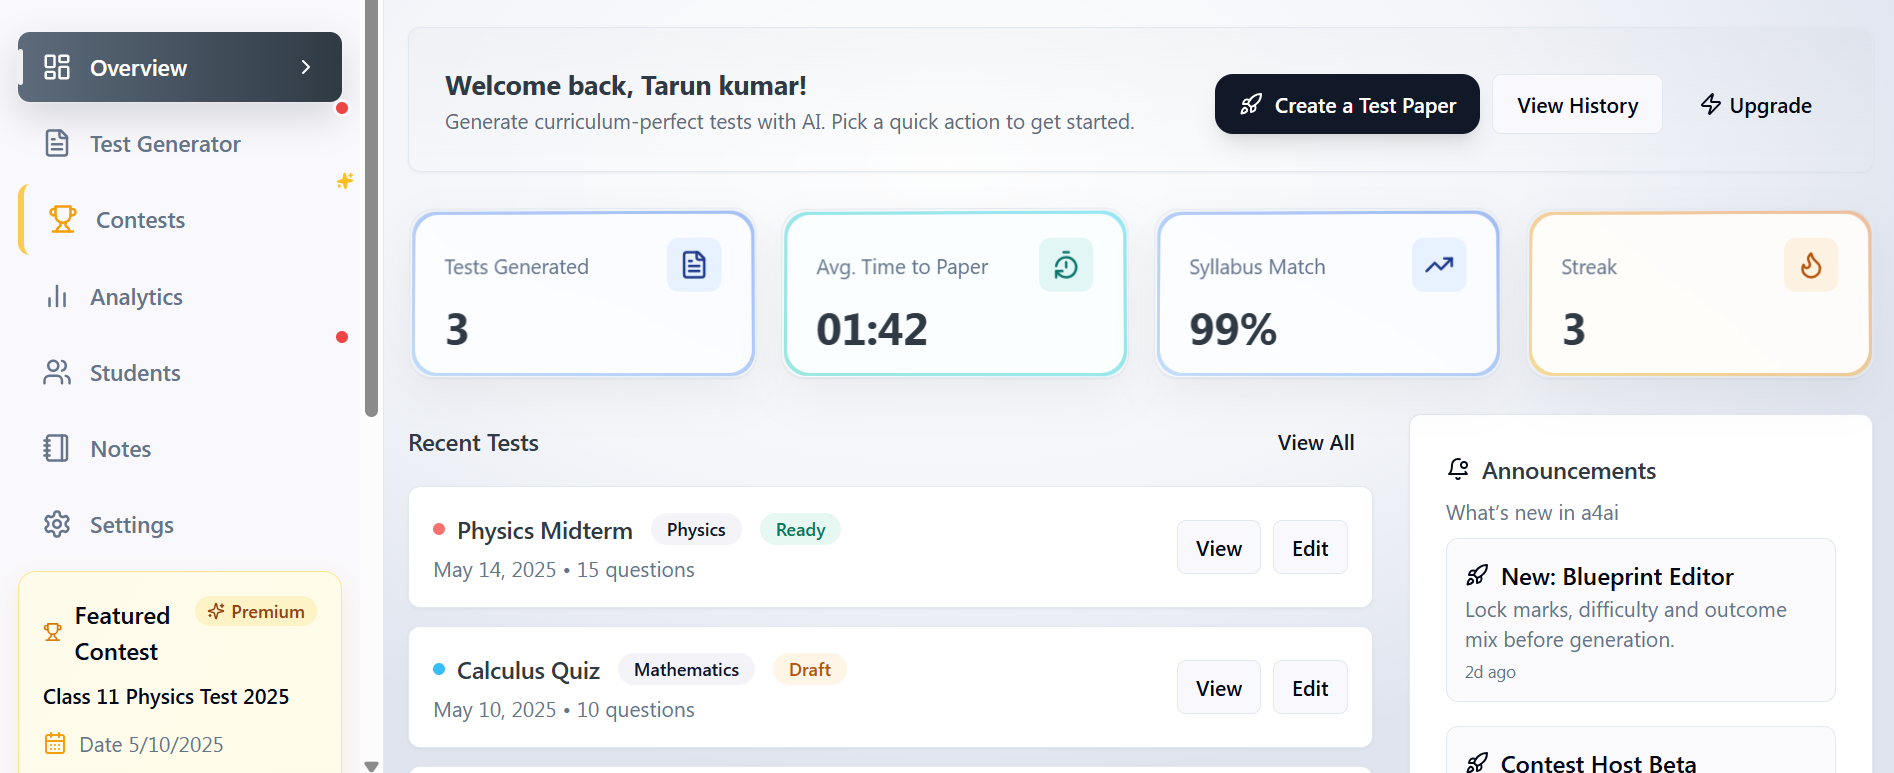 Overview
Test Generator
Contests
Analytics
Students
Notes
Settings
Featured
Contest
Premium
Class 11 Physics Test 2025
Date 5/10/2025
Welcome back, Tarun kumar!
Generate curriculum-perfect tests with AI. Pick a quick action to get started.
Create a Test Paper
View History
Upgrade
Tests Generated
3
Avg. Time to Paper
01:42
Syllabus Match
99%
Streak
3
Recent Tests
View All
Physics Midterm Physics Ready
May 14, 2025 • 15 questions
View Edit
Calculus Quiz Mathematics Draft
May 10, 2025 • 10 questions
View Edit
Announcements
What's new in a4ai
New: Blueprint Editor
Lock marks, difficulty and outcome
mix before generation.
2d ago
Contest Host Beta